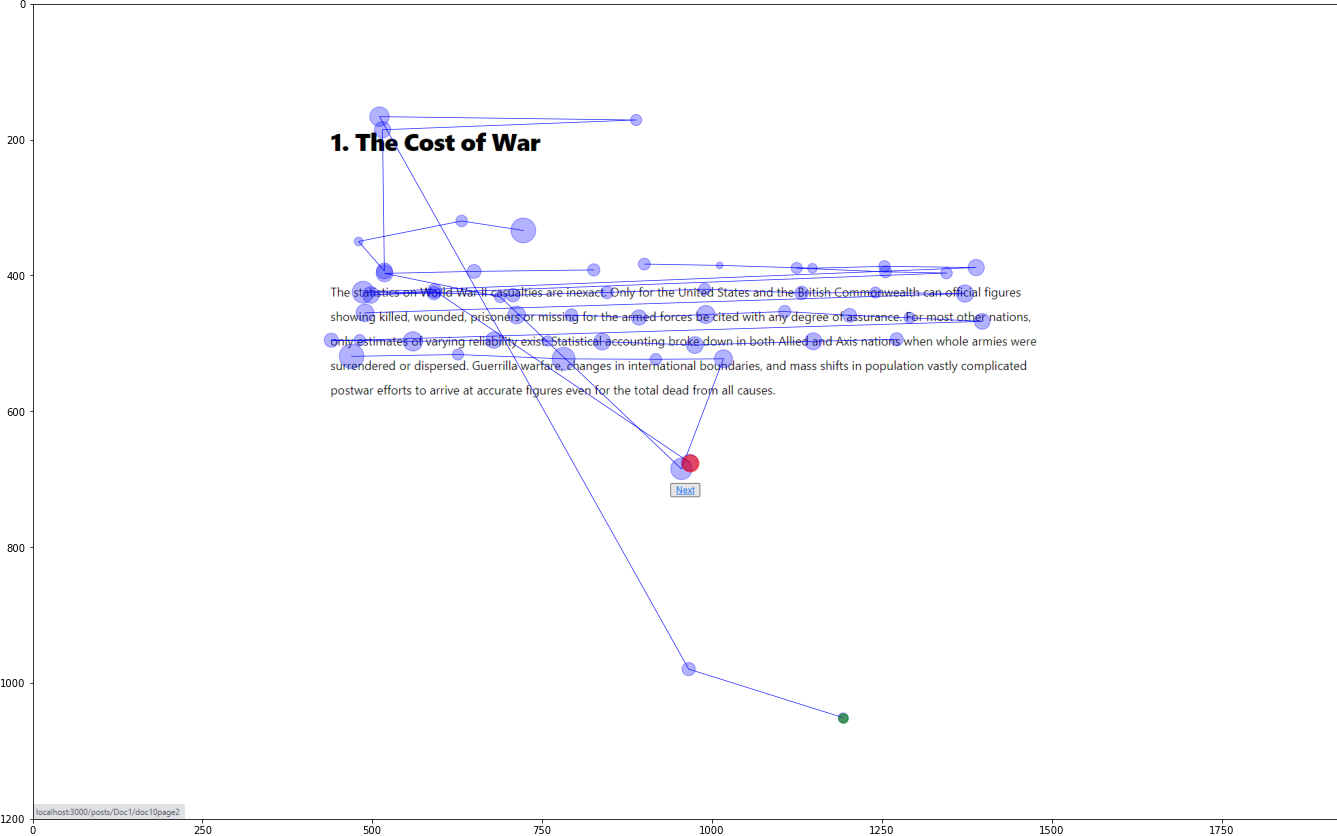 0
200
400
600
800
1000
1200
1. The Cost of War
The statistics on World War II casualties are inexact. Only for the United States and the British Commonwealth can official figures
showing killed, wounded, prisoners or missing for the armed forces be cited with any degree of assurance. For most other nations,
only estimates of varying reliability exist. Statistical accounting broke down in both Allied and Axis nations when whole armies were
surrendered or dispersed. Guerrilla warfare, changes in international boundaries, and mass shifts in population vastly complicated
postwar efforts to arrive at accurate figures even for the total dead from all causes.
Next
localhost:3000/posts/Doc1/doc10page2
0 250 500 750 1000 1250 1500 1750